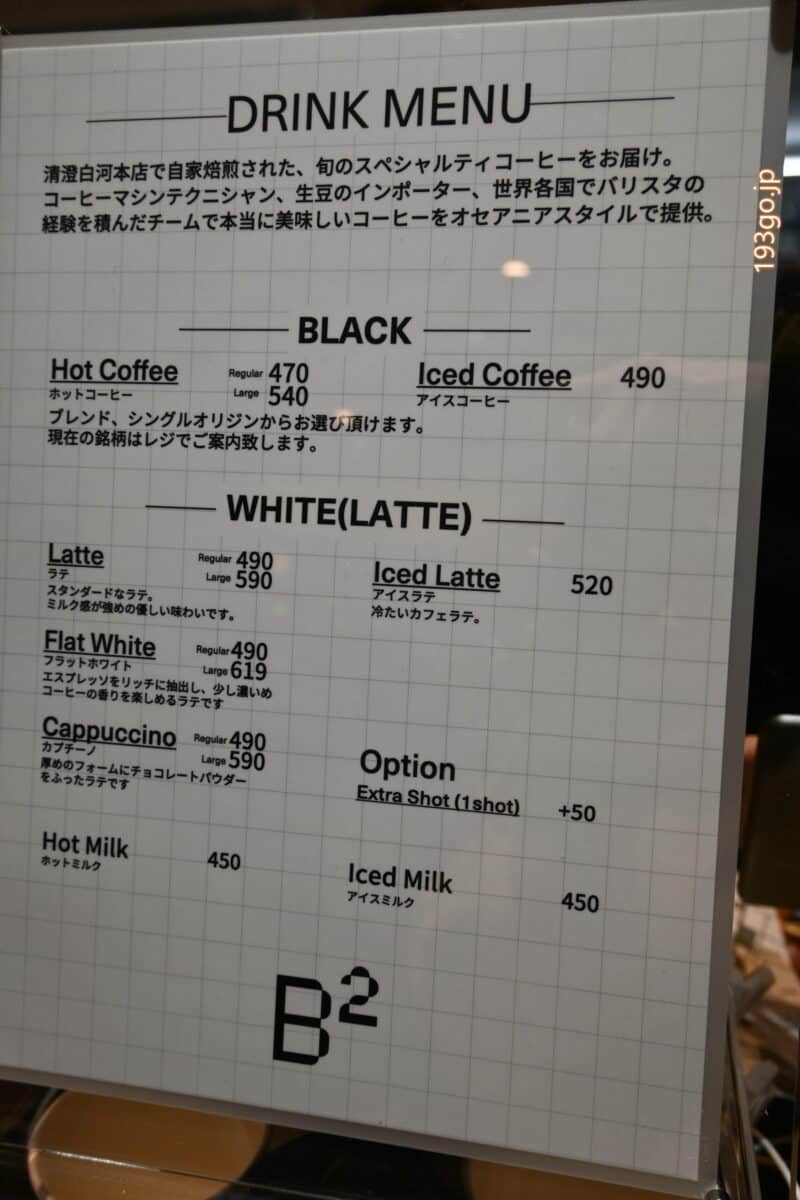 DRINK MENU
清澄白河本店で自家焙煎された、旬のスペシャルティコーヒーをお届け。
コーヒーマシンテクニシャン、生豆のインポーター、世界各国でバリスタの
経験を積んだチームで本当に美味しいコーヒーをオセアニアスタイルで提供。
193go.jp
BLACK
Hot Coffee Regular 470
ホットコーヒー Large 540
ブレンド、シングルオリジンからお選び頂けます。
現在の銘柄はレジでご案内致します。
Iced Coffee 490
アイスコーヒー
WHITE(LATTE)
Latte Regular 490
ラテ Large 590
スタンダードなラテ。
ミルク感が強めの優しい味わいです。
Iced Latte 520
アイスラテ
冷たいカフェラテ。
Flat White Regular 490
フラットホワイト Large 619
エスプレッソをリッチに抽出し、少し濃いめ
コーヒーの香りを楽しめるラテです
Cappuccino Regular 490
カプチーノ Large 590
厚めのフォームにチョコレートパウダー
をふったラテです
Option
Extra Shot (1shot) +50
Hot Milk 450
ホットミルク
Iced Milk 450
アイスミルク
B²